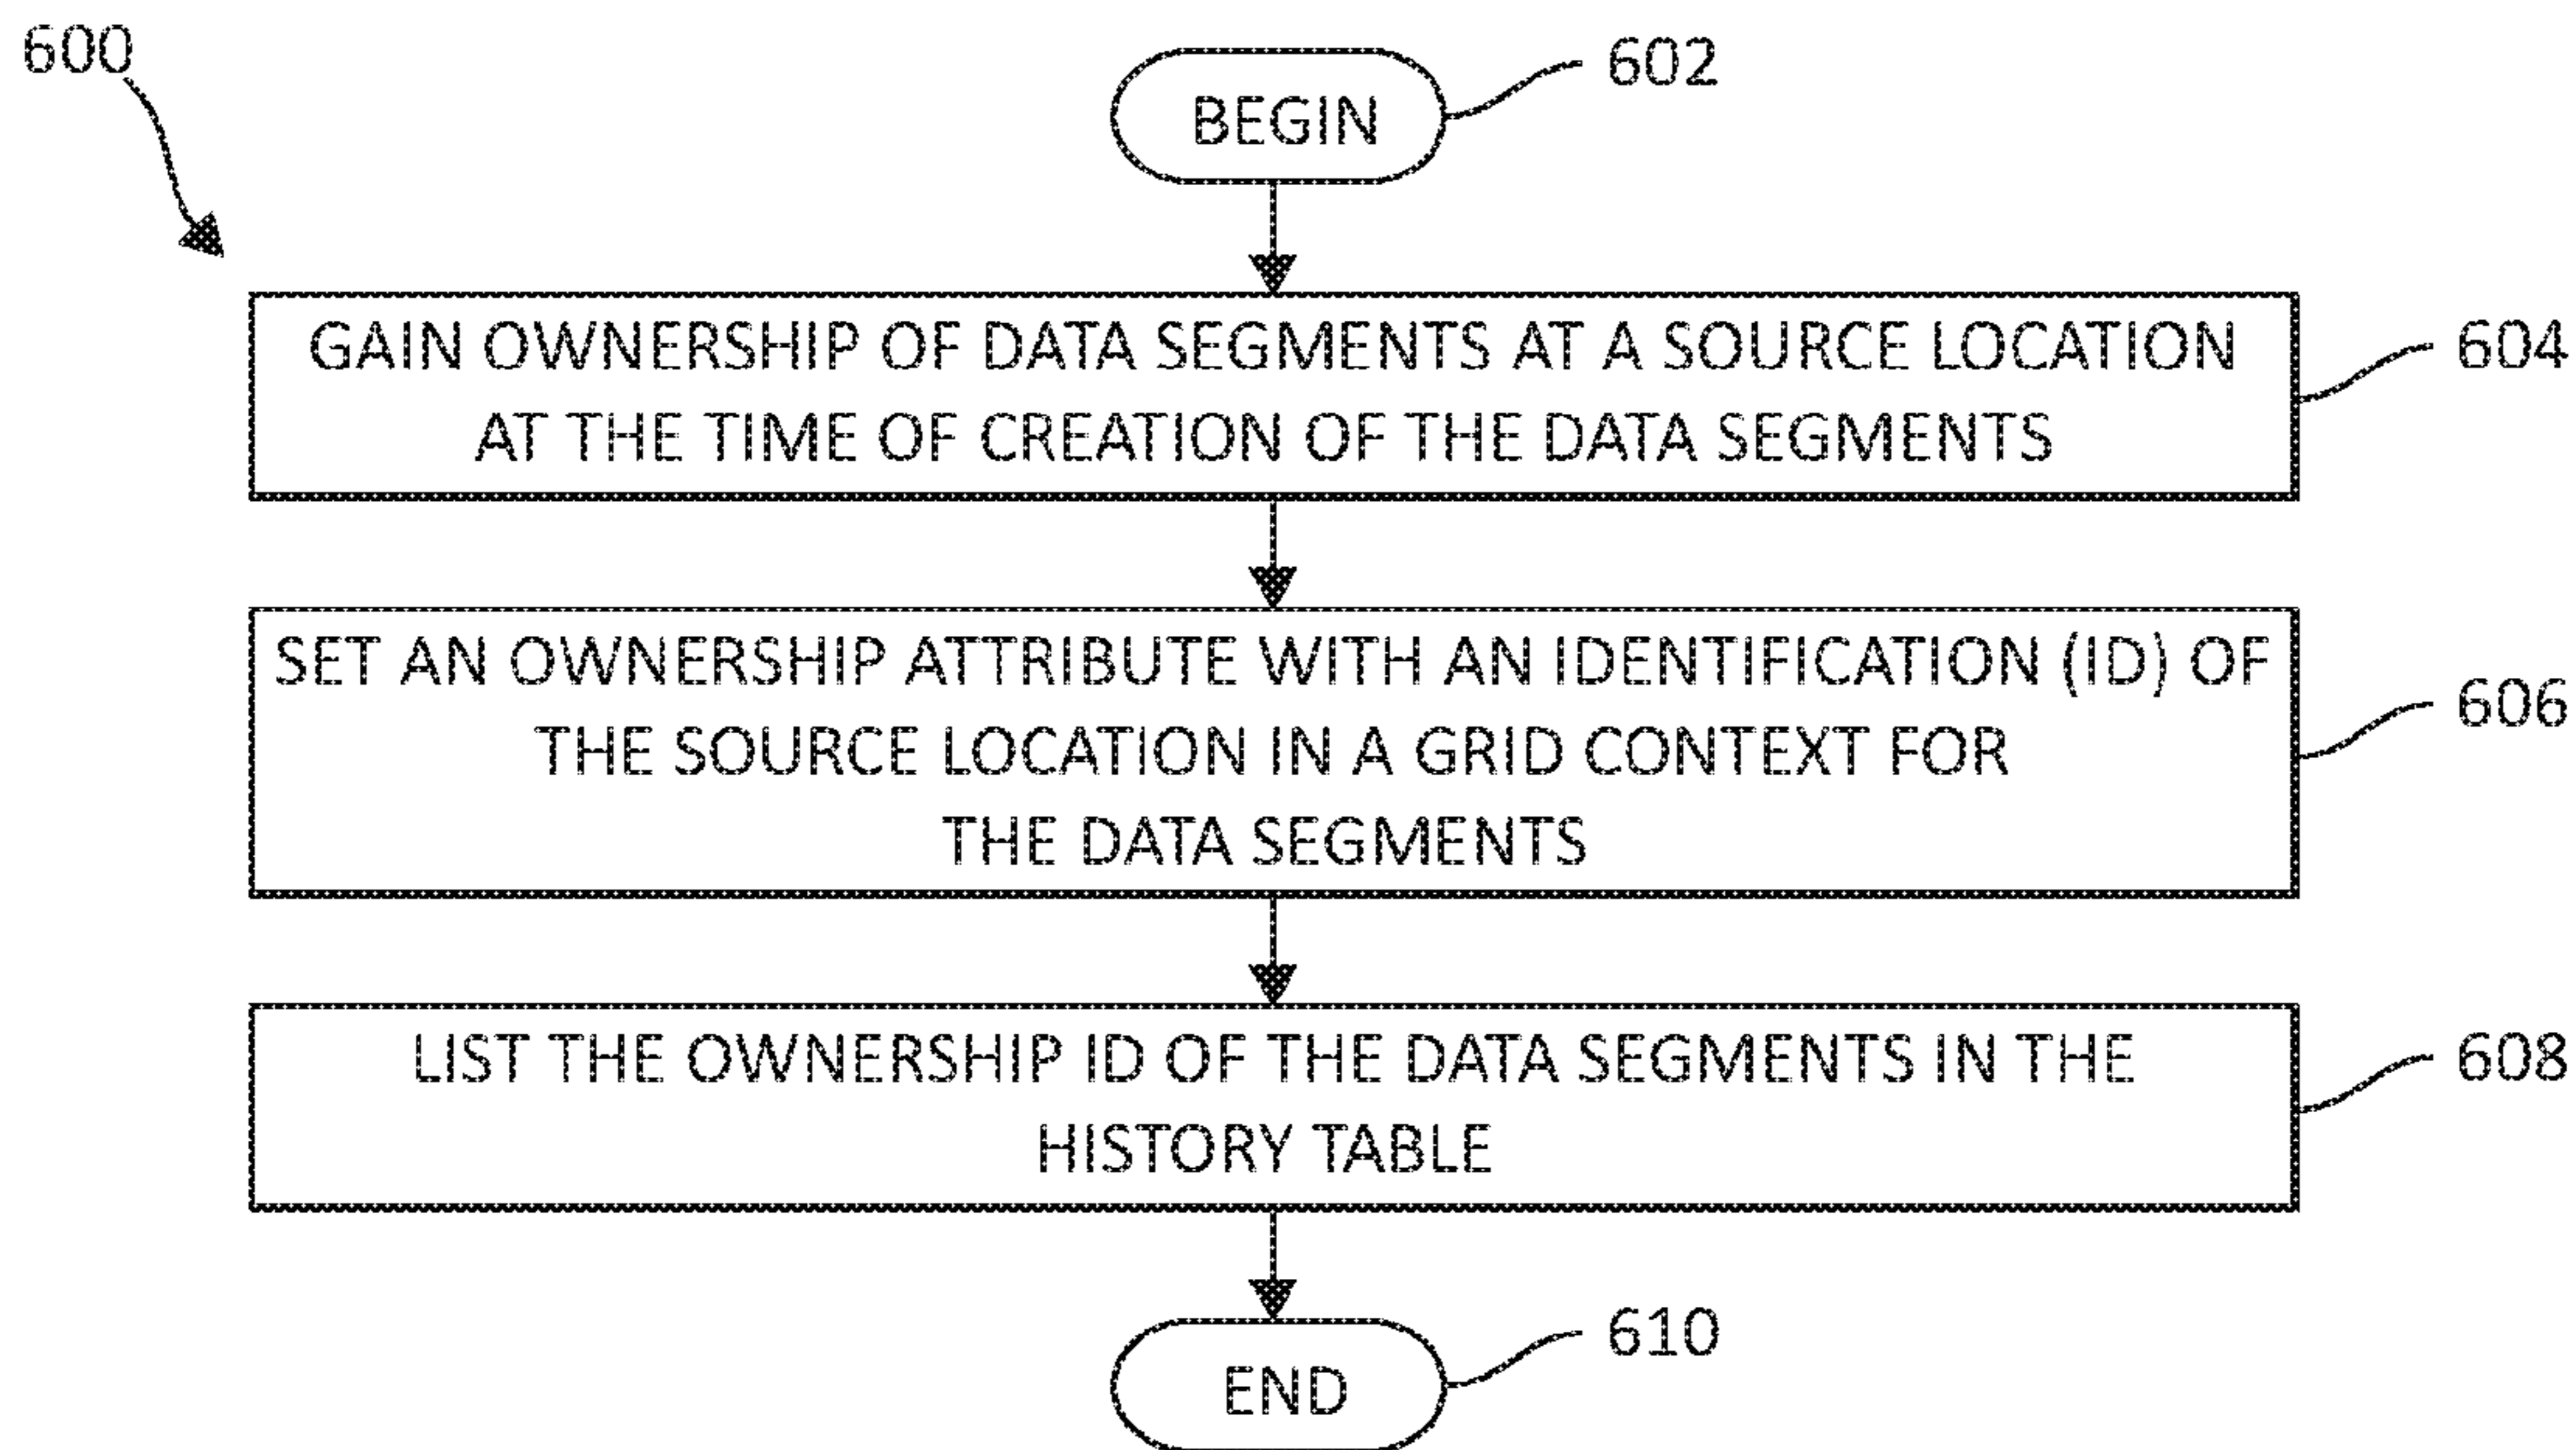 600
BEGIN
602
GAIN OWNERSHIP OF DATA SEGMENTS AT A SOURCE LOCATION
AT THE TIME OF CREATION OF THE DATA SEGMENTS
604
SET AN OWNERSHIP ATTRIBUTE WITH AN IDENTIFICATION (ID) OF
THE SOURCE LOCATION IN A GRID CONTEXT FOR
THE DATA SEGMENTS
606
LIST THE OWNERSHIP ID OF THE DATA SEGMENTS IN THE
HISTORY TABLE
608
END
610